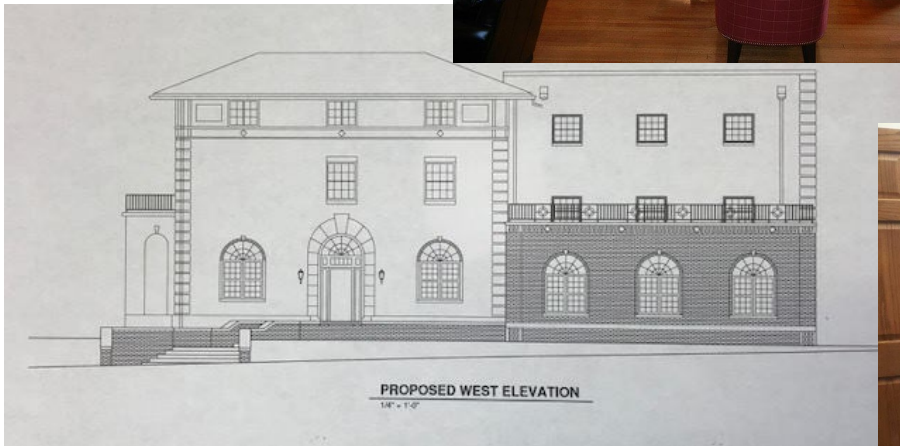 PROPOSED WEST ELEVATION
1/4" = 1'-0"